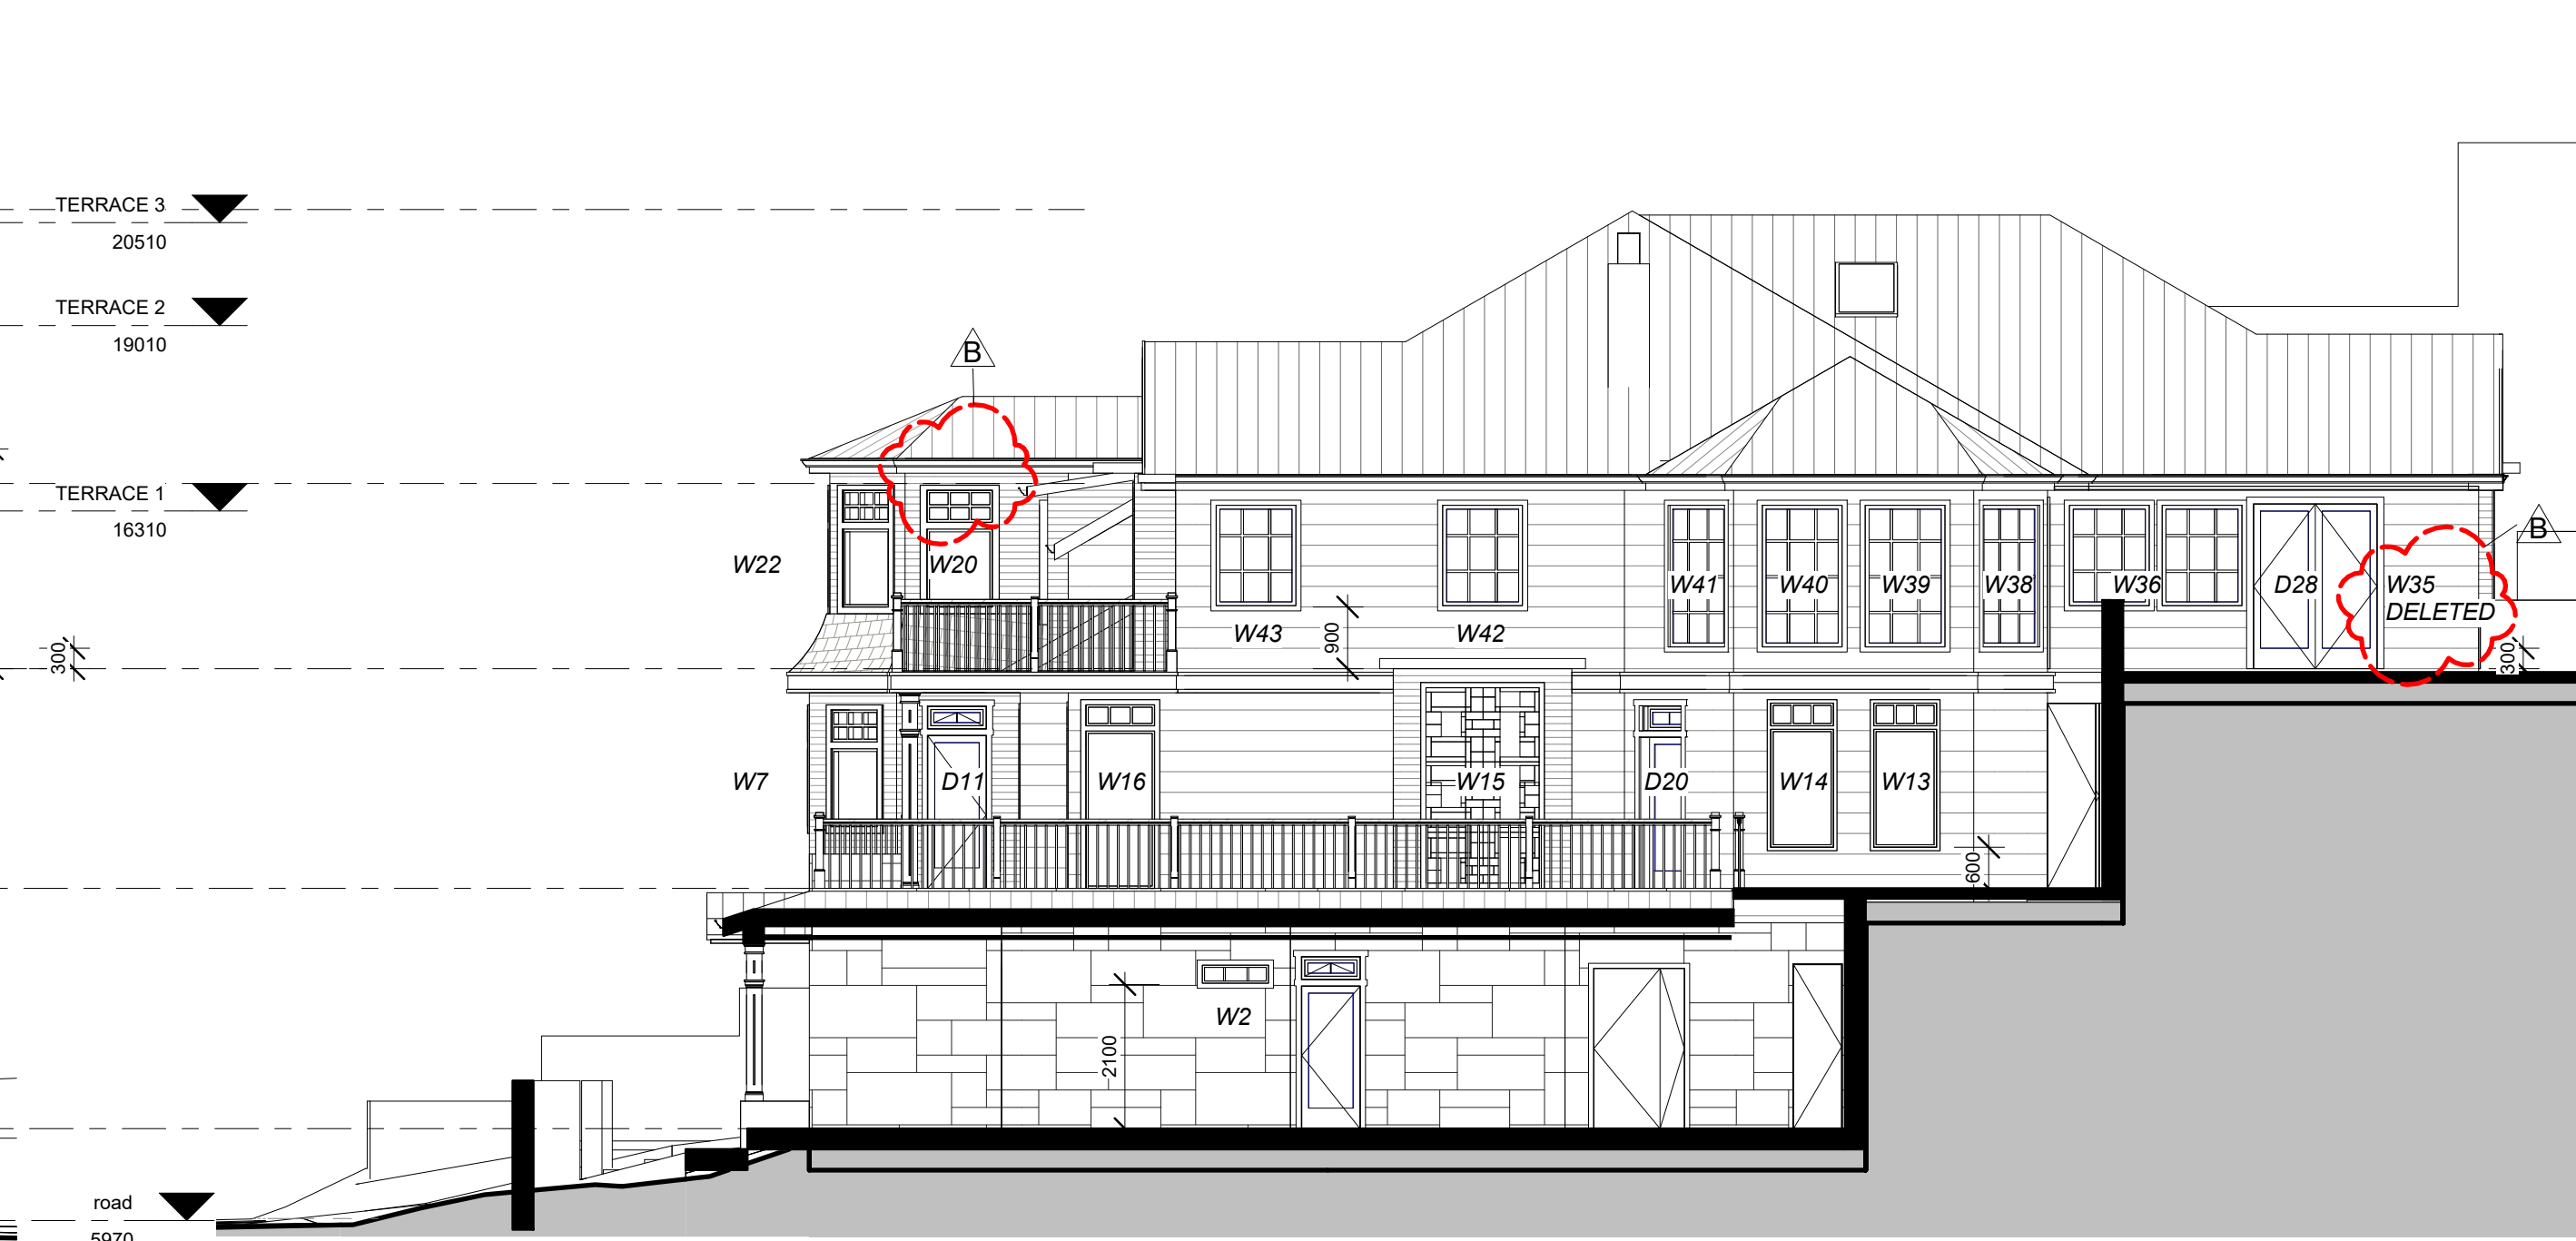 TERRACE 3
20510
TERRACE 2
19010
B
TERRACE 1
16310
B
W22
W20
W41
W40
W39
W38
W36
D28
W35
DELETED
W43
900
W42
300
300
W7
D11
W16
W15
D20
W14
W13
600
W2
2100
road
5970